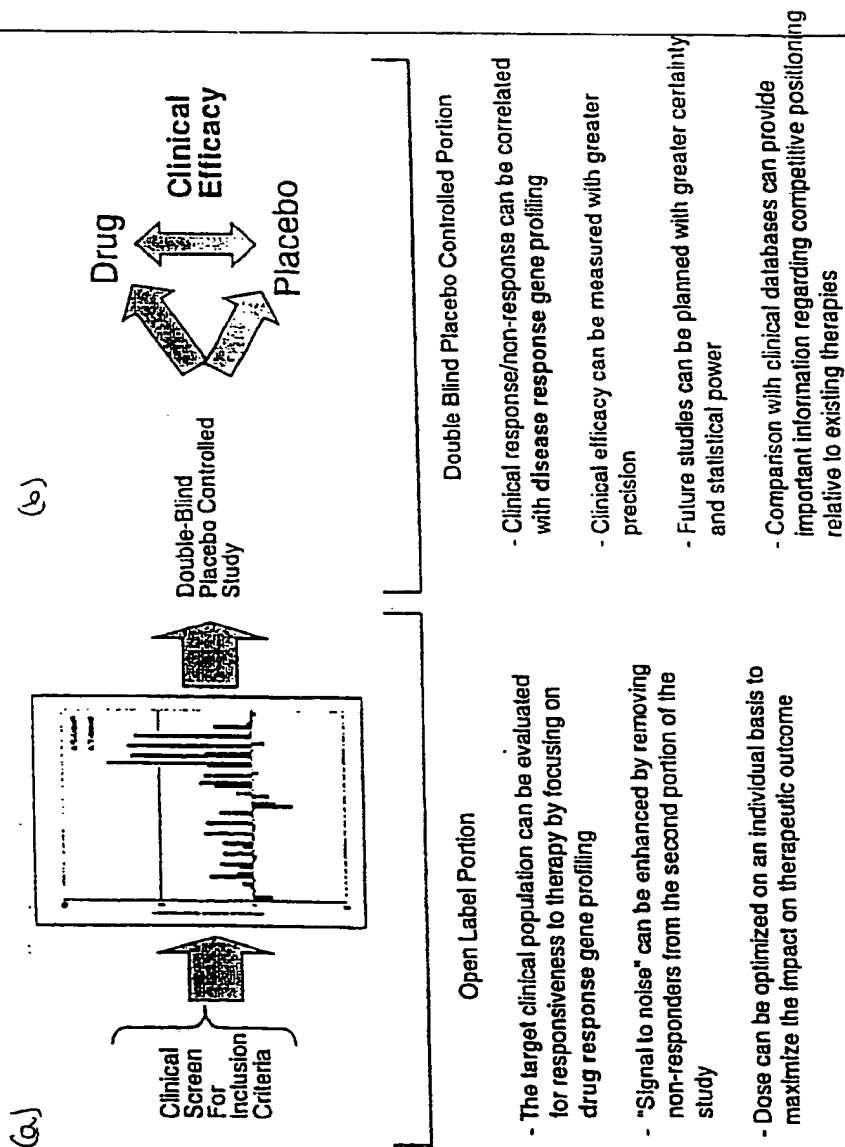 (a)
Clinical
Screen
For
Inclusion
Criteria
Open Label Portion
- The target clinical population can be evaluated
for responsiveness to therapy by focusing on
drug response gene profiling
- "Signal to noise" can be enhanced by removing
non-responders from the second portion of the
study
- Dose can be optimized on an individual basis to
maximize the impact on therapeutic outcome
(b)
Double-Blind
Placebo Controlled
Study
Drug
Clinical
Efficacy
Placebo
Double Blind Placebo Controlled Portion
- Clinical response/non-response can be correlated
with disease response gene profiling
- Clinical efficacy can be measured with greater
precision
- Future studies can be planned with greater certainty
and statistical power
- Comparison with clinical databases can provide
important information regarding competitive positioning
relative to existing therapies